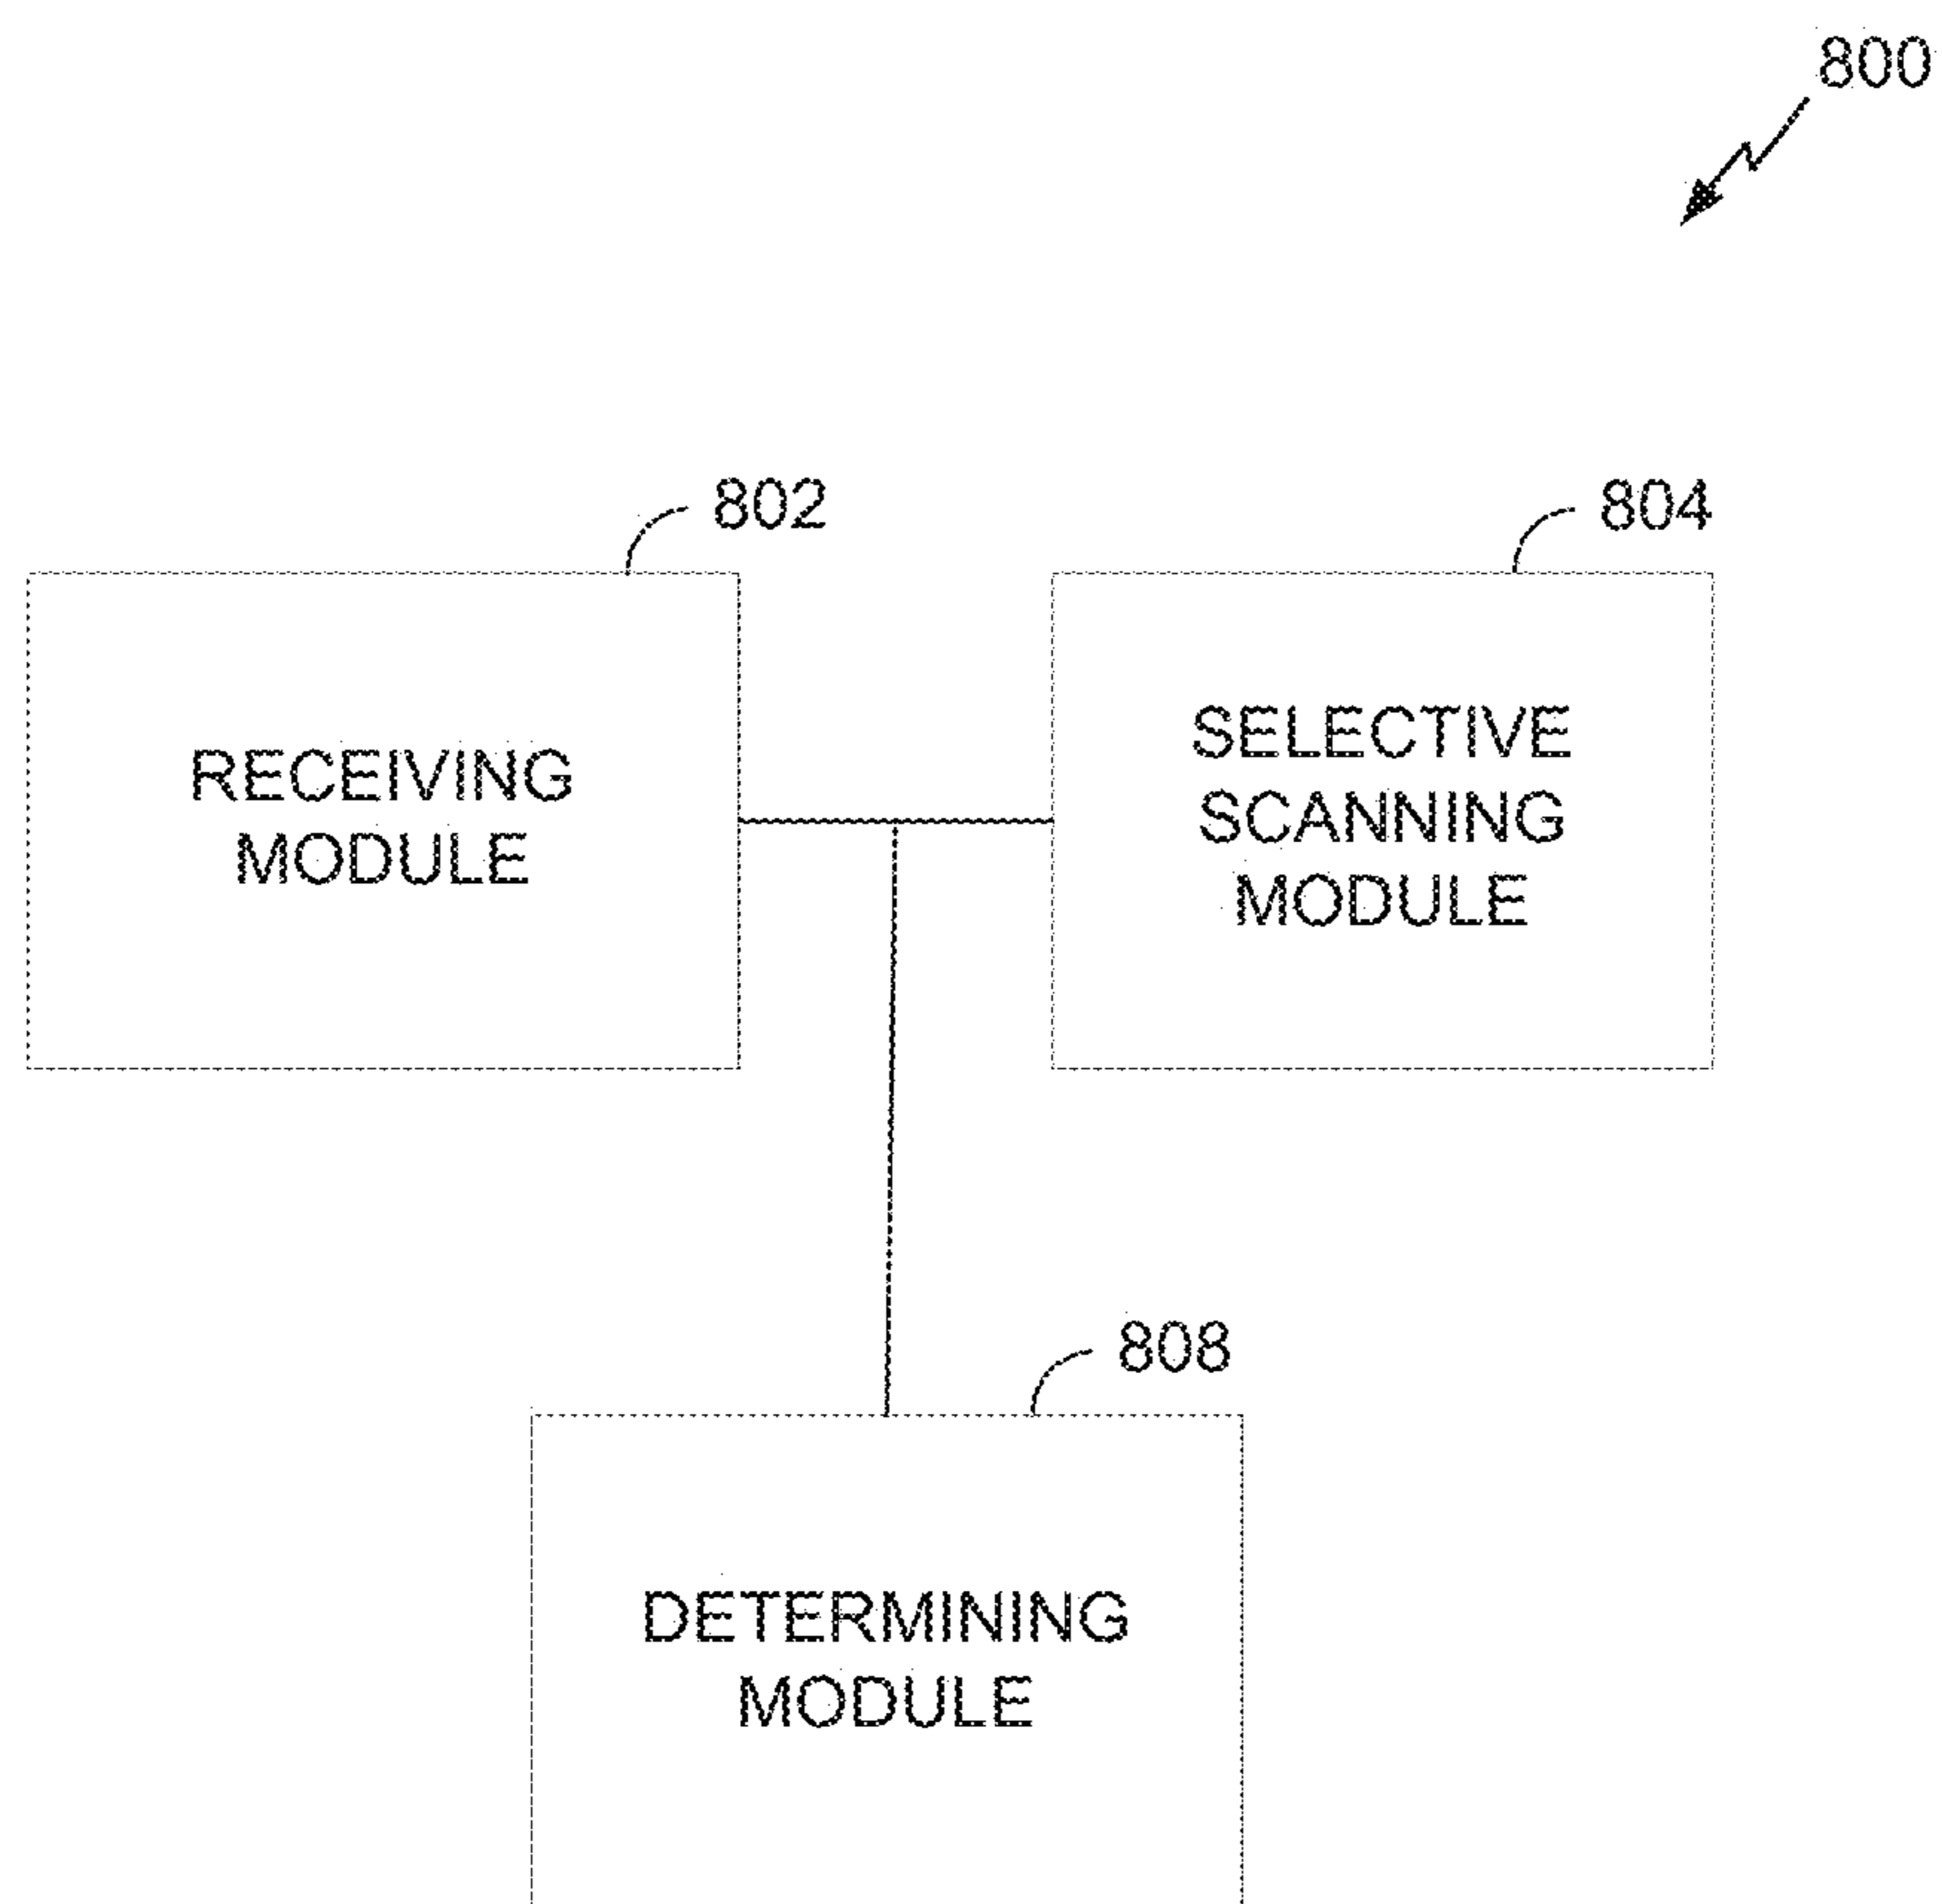 800
802
804
RECEIVING
MODULE
SELECTIVE
SCANNING
MODULE
808
DETERMINING
MODULE